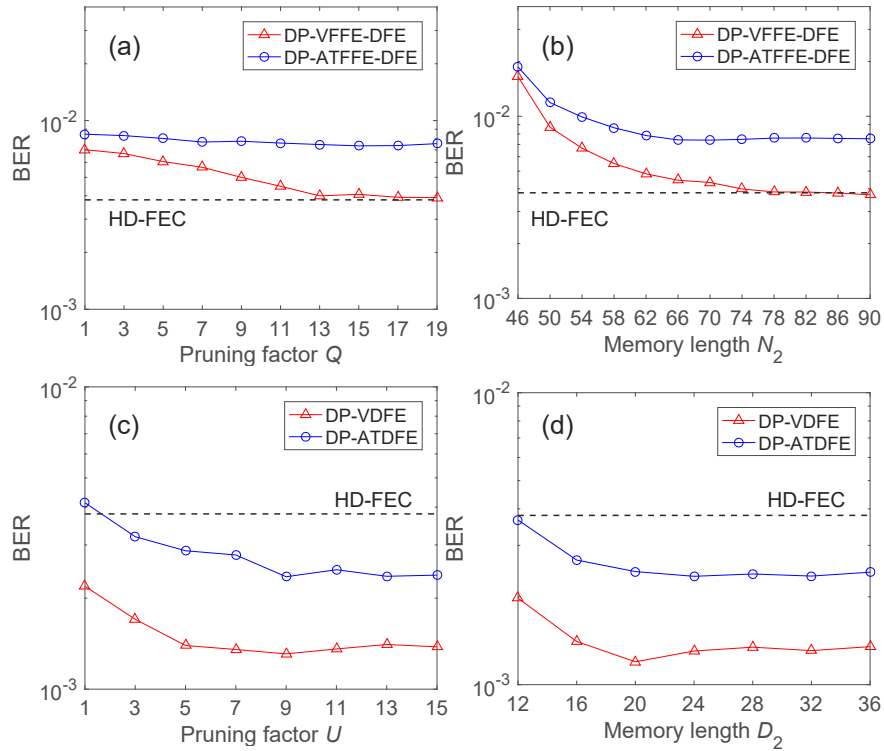 (a)
DP-VFFE-DFE
DP-ATFFE-DFE
10^-2
10^-3
BER
HD-FEC
1 3 5 7 9 11 13 15 17 19
Pruning factor Q
(b)
DP-VFFE-DFE
DP-ATFFE-DFE
10^-2
10^-3
BER
HD-FEC
46 50 54 58 62 66 70 74 78 82 86 90
Memory length N_2
(c)
DP-VDFE
DP-ATDFE
10^-2
10^-3
BER
HD-FEC
1 3 5 7 9 11 13 15
Pruning factor U
(d)
DP-VDFE
DP-ATDFE
10^-2
10^-3
BER
HD-FEC
12 16 20 24 28 32 36
Memory length D_2